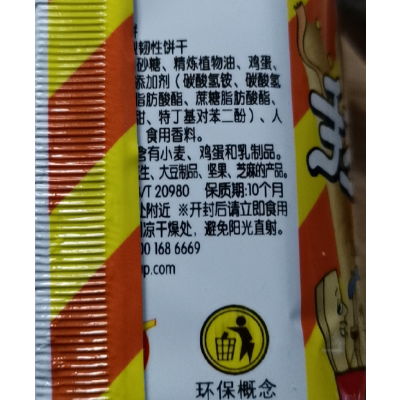 饼
韧性饼干
砂糖、精炼植物油、鸡蛋、
添加剂（碳酸氢铵、碳酸氢
脂肪酸酯、蔗糖脂肪酸酯、
甘、特丁基对苯二酚）、人
、食用香料。
含有小麦、鸡蛋和乳制品。
生、大豆制品、坚果、芝麻的产品。
/T 20980 保质期:10个月
处附近 ※开封后请立即食用
凉干燥处，避免阳光直射。
00 168 6669
p.com
环保概念